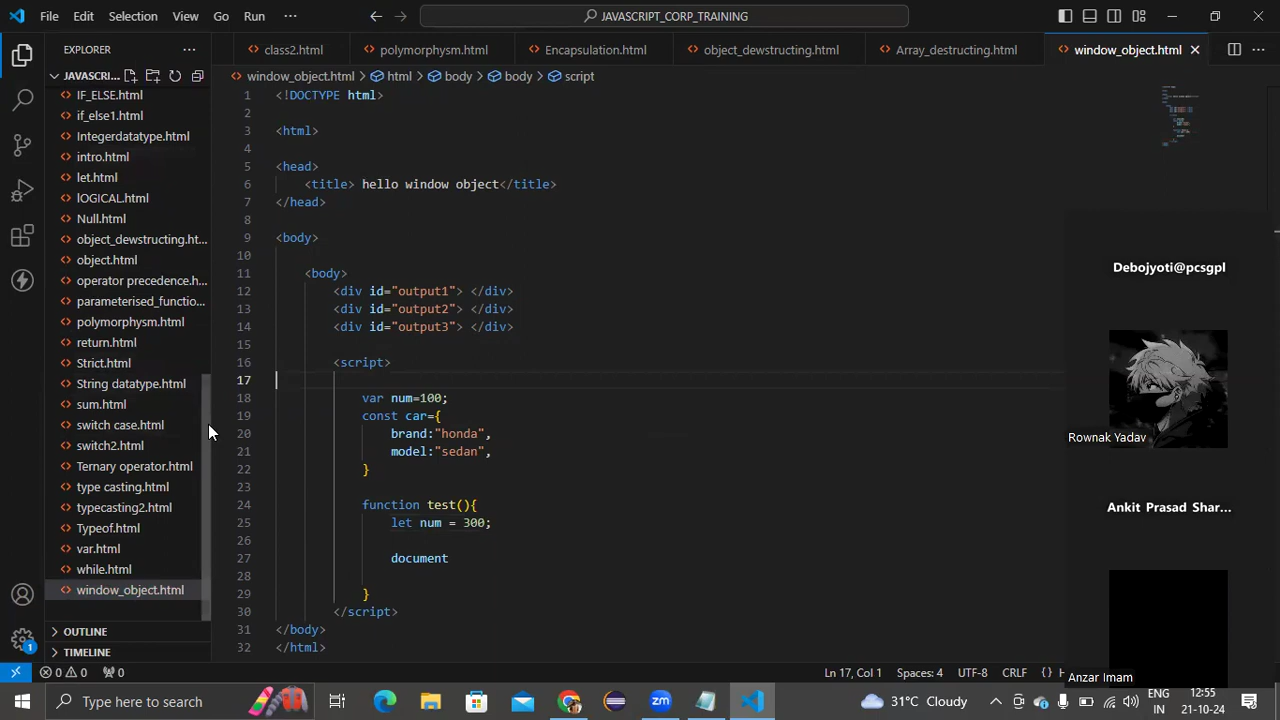 File Edit Selection View Go Run ··· JAVASCRIPT_CORP_TRAINING
EXPLORER ··· class2.html polymorphysm.html Encapsulation.html object_dewstructing.html Array_destructing.html window_object.html
JAVASCRI... window_object.html > html > body > body > script
IF_ELSE.html
if_else1.html
Integerdatatype.html
intro.html
let.html
lOGICAL.html
Null.html
object_dewstructing.ht...
object.html
operator precedence.h...
parameterised_functio...
polymorphysm.html
return.html
Strict.html
String datatype.html
sum.html
switch case.html
switch2.html
Ternary operator.html
type casting.html
typecasting2.html
Typeof.html
var.html
while.html
window_object.html
OUTLINE
TIMELINE
1 <!DOCTYPE html>
2
3 <html>
4
5 <head>
6 <title> hello window object</title>
7 </head>
8
9 <body>
10
11 <body>
12 <div id="output1"> </div>
13 <div id="output2"> </div>
14 <div id="output3"> </div>
15
16 <script>
17
18 var num=100;
19 const car={
20 brand:"honda",
21 model:"sedan",
22 }
23
24 function test(){
25 let num = 300;
26
27 document
28
29 }
30 </script>
31 </body>
32 </html>
Debojyoti@pcsgpl
Rownak Yadav
Ankit Prasad Shar...
Anzar Imam
1
0 0 0 Ln 17, Col 1 Spaces: 4 UTF-8 CRLF {} H
Type here to search 31°C Cloudy ENG IN 12:55 21-10-24